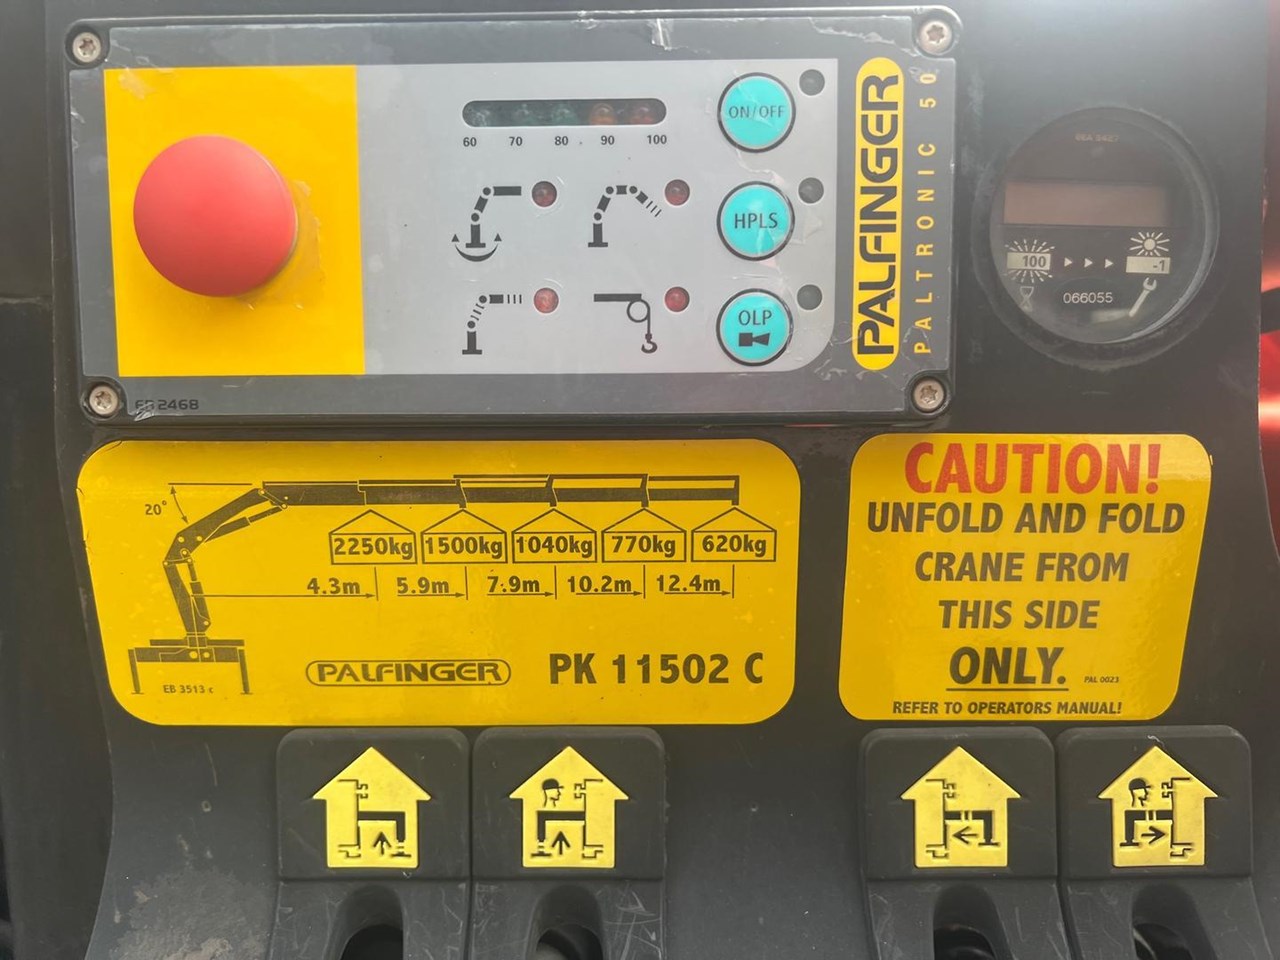 ON/OFF
60 70 80 90 100
HPLS
OLP
PALFINGER
PALTRONIC 50
EB 2468
100
-1
066055
20°
2250kg 1500kg 1040kg 770kg 620kg
4.3m 5.9m 7.9m 10.2m 12.4m
EB 3513 c
PALFINGER PK 11502 C
CAUTION!
UNFOLD AND FOLD
CRANE FROM
THIS SIDE
ONLY.
PAL 0023
REFER TO OPERATORS MANUAL!